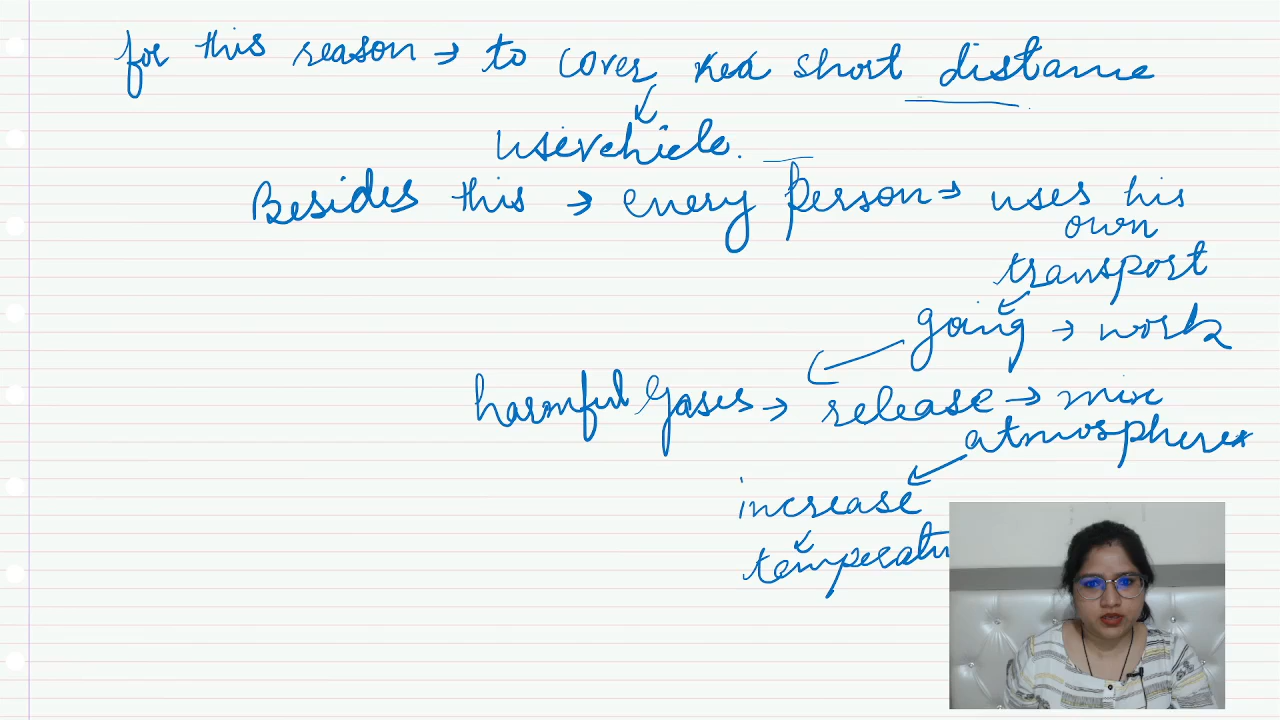 for this reason → to cover short distance
use vehicle.
Besides this → every person → uses his
own
transport
going → work
harmful gases → release → mix
atmosphere
increase
temperatu